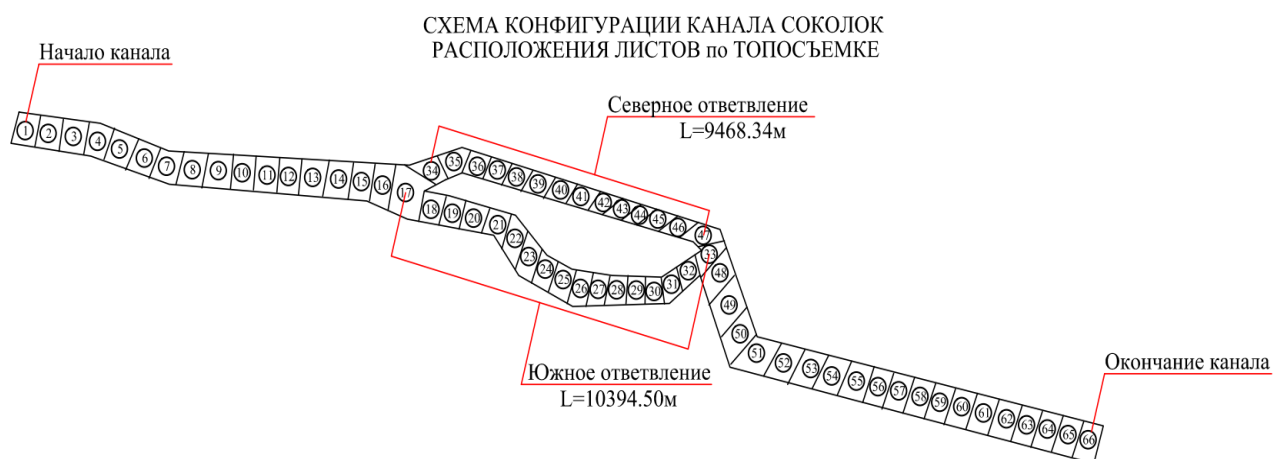 СХЕМА КОНФИГУРАЦИИ КАНАЛА СОКОЛОК
РАСПОЛОЖЕНИЯ ЛИСТОВ по ТОПОСЪЕМКЕ
Начало канала
Северное ответвление
L=9468.34м
1 2 3 4 5 6 7 8 9 10 11 12 13 14 15 16 17
34 35 36 37 38 39 40 41 42 43 44 45 46 47
18 19 20 21 22 23 24 25 26 27 28 29 30 31 32 33
48 49 50 51 52 53 54 55 56 57 58 59 60 61 62 63 64 65 66
Южное ответвление
L=10394.50м
Окончание канала